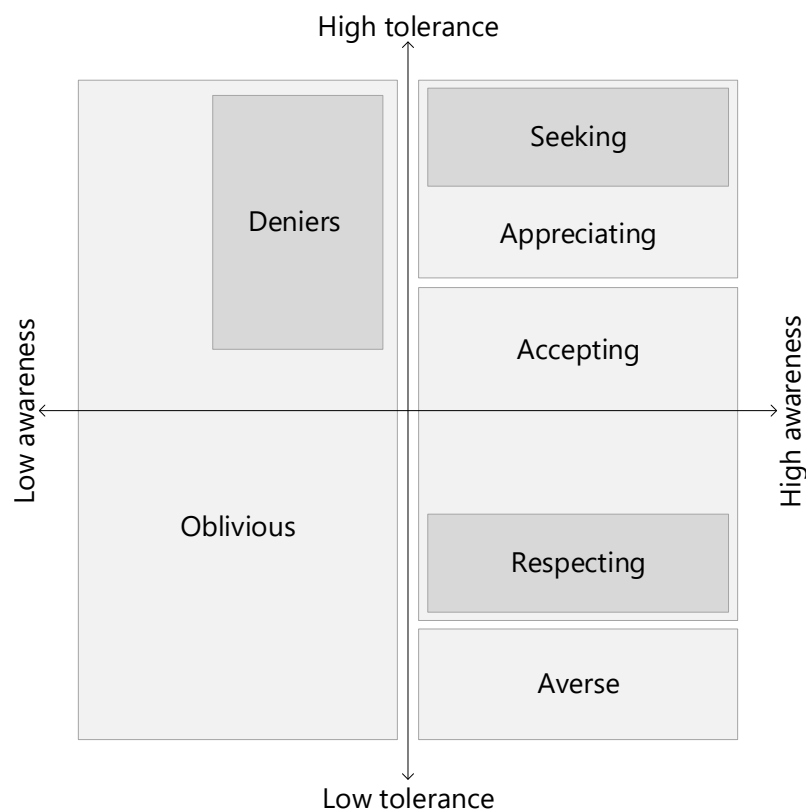 High tolerance
Seeking
Deniers
Appreciating
Accepting
Low awareness
High awareness
Oblivious
Respecting
Averse
Low tolerance